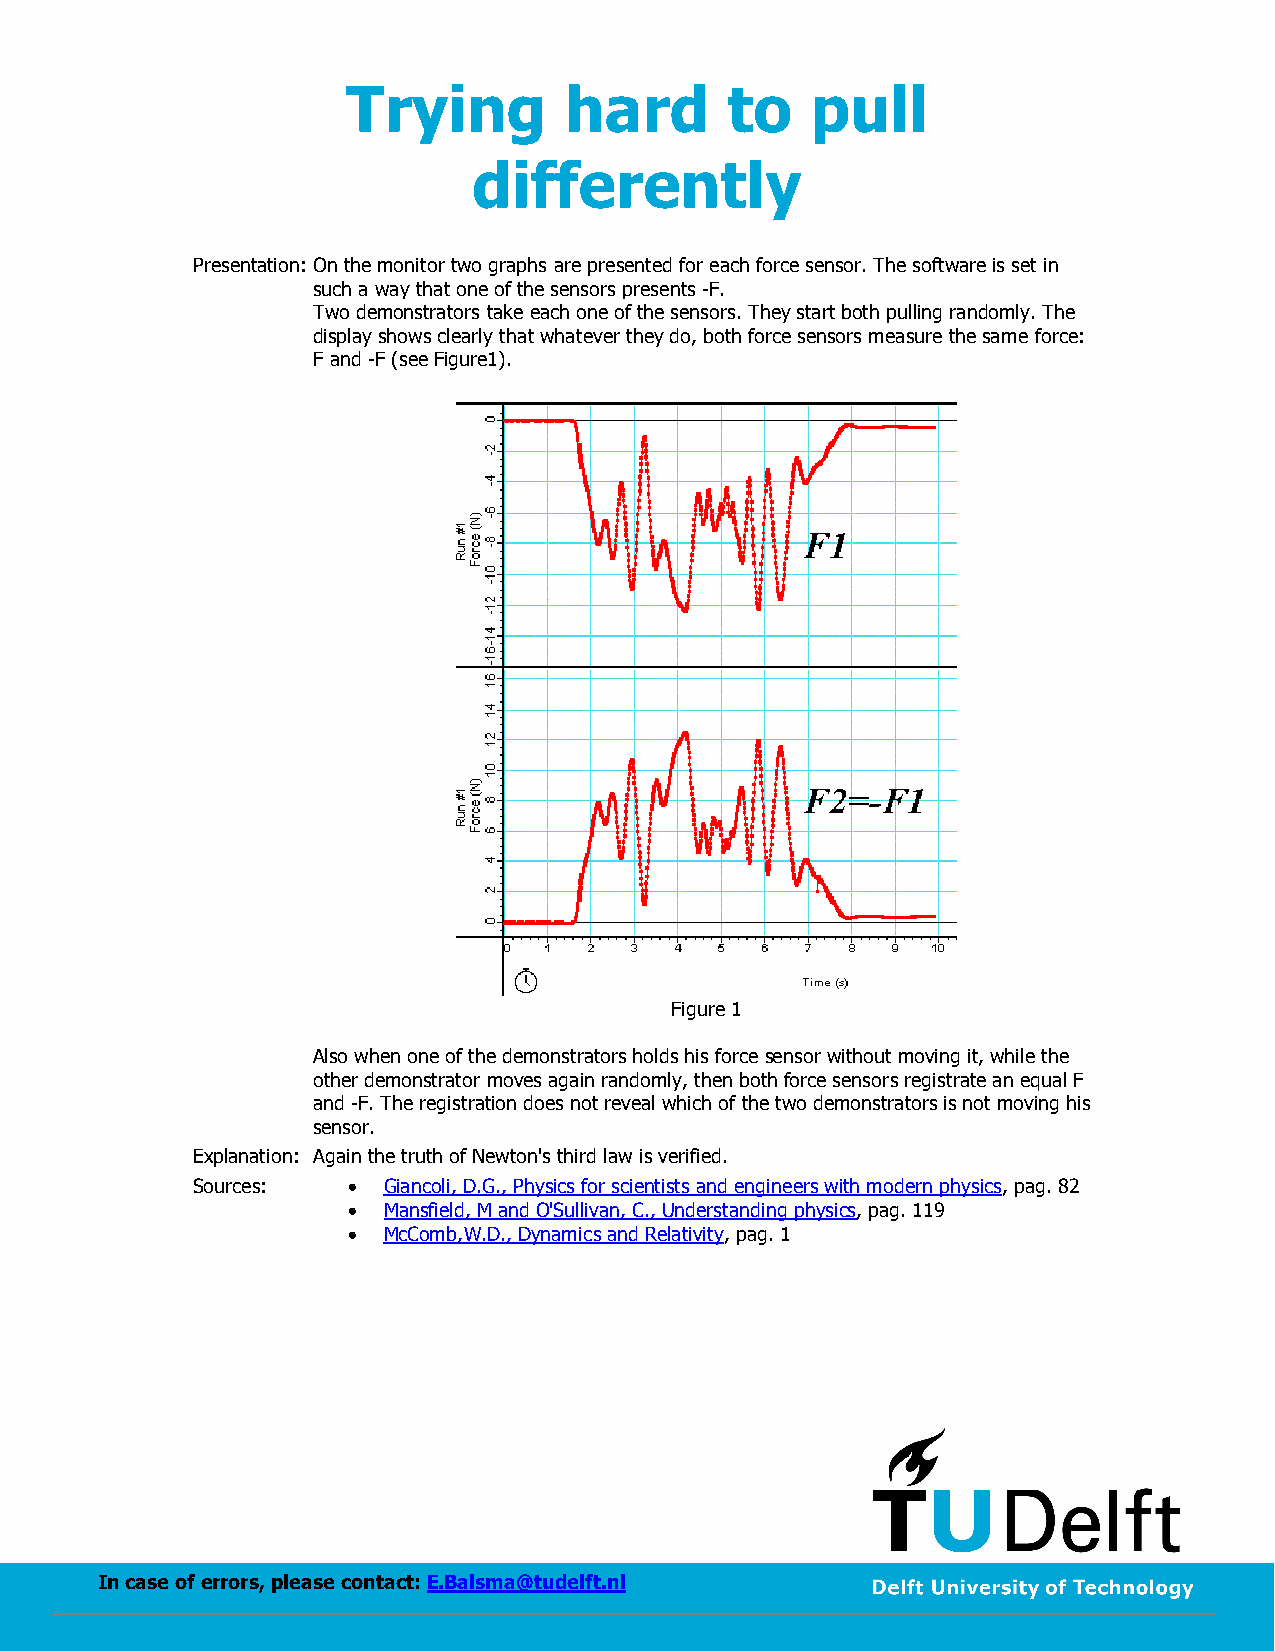 Trying hard to pull
differently
Presentation: On the monitor two graphs are presented for each force sensor. The software is set in
such a way that one of the sensors presents -F.
Two demonstrators take each one of the sensors. They start both pulling randomly. The
display shows clearly that whatever they do, both force sensors measure the same force:
F and -F (see Figure1).
Run #1
Force (N)
0
-2
-4
-6
-8
-10
-12
-14
-16
F1
Run #1
Force (N)
16
14
12
10
8
6
4
2
0
F2=-F1
0 1 2 3 4 5 6 7 8 9 10
Time (s)
Figure 1
Also when one of the demonstrators holds his force sensor without moving it, while the
other demonstrator moves again randomly, then both force sensors registrate an equal F
and -F. The registration does not reveal which of the two demonstrators is not moving his
sensor.
Explanation: Again the truth of Newton's third law is verified.
Sources: • Giancoli, D.G., Physics for scientists and engineers with modern physics, pag. 82
• Mansfield, M and O'Sullivan, C., Understanding physics, pag. 119
• McComb,W.D., Dynamics and Relativity, pag. 1
TUDelft
In case of errors, please contact: E.Balsma@tudelft.nl
Delft University of Technology